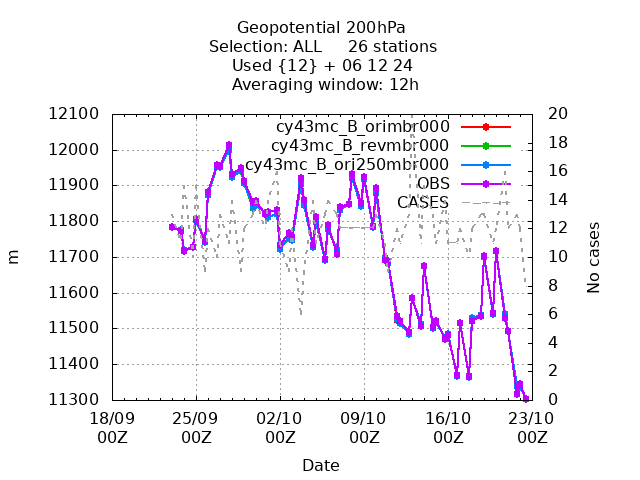 Geopotential 200hPa
Selection: ALL     26 stations
Used {12} + 06 12 24
Averaging window: 12h
cy43mc_B_orimbr000
cy43mc_B_revmbr000
cy43mc_B_ori250mbr000
OBS
CASES
m
12100
12000
11900
11800
11700
11600
11500
11400
11300
No cases
20
18
16
14
12
10
8
6
4
2
0
18/09 25/09 02/10 09/10 16/10 23/10
00Z 00Z 00Z 00Z 00Z 00Z
Date